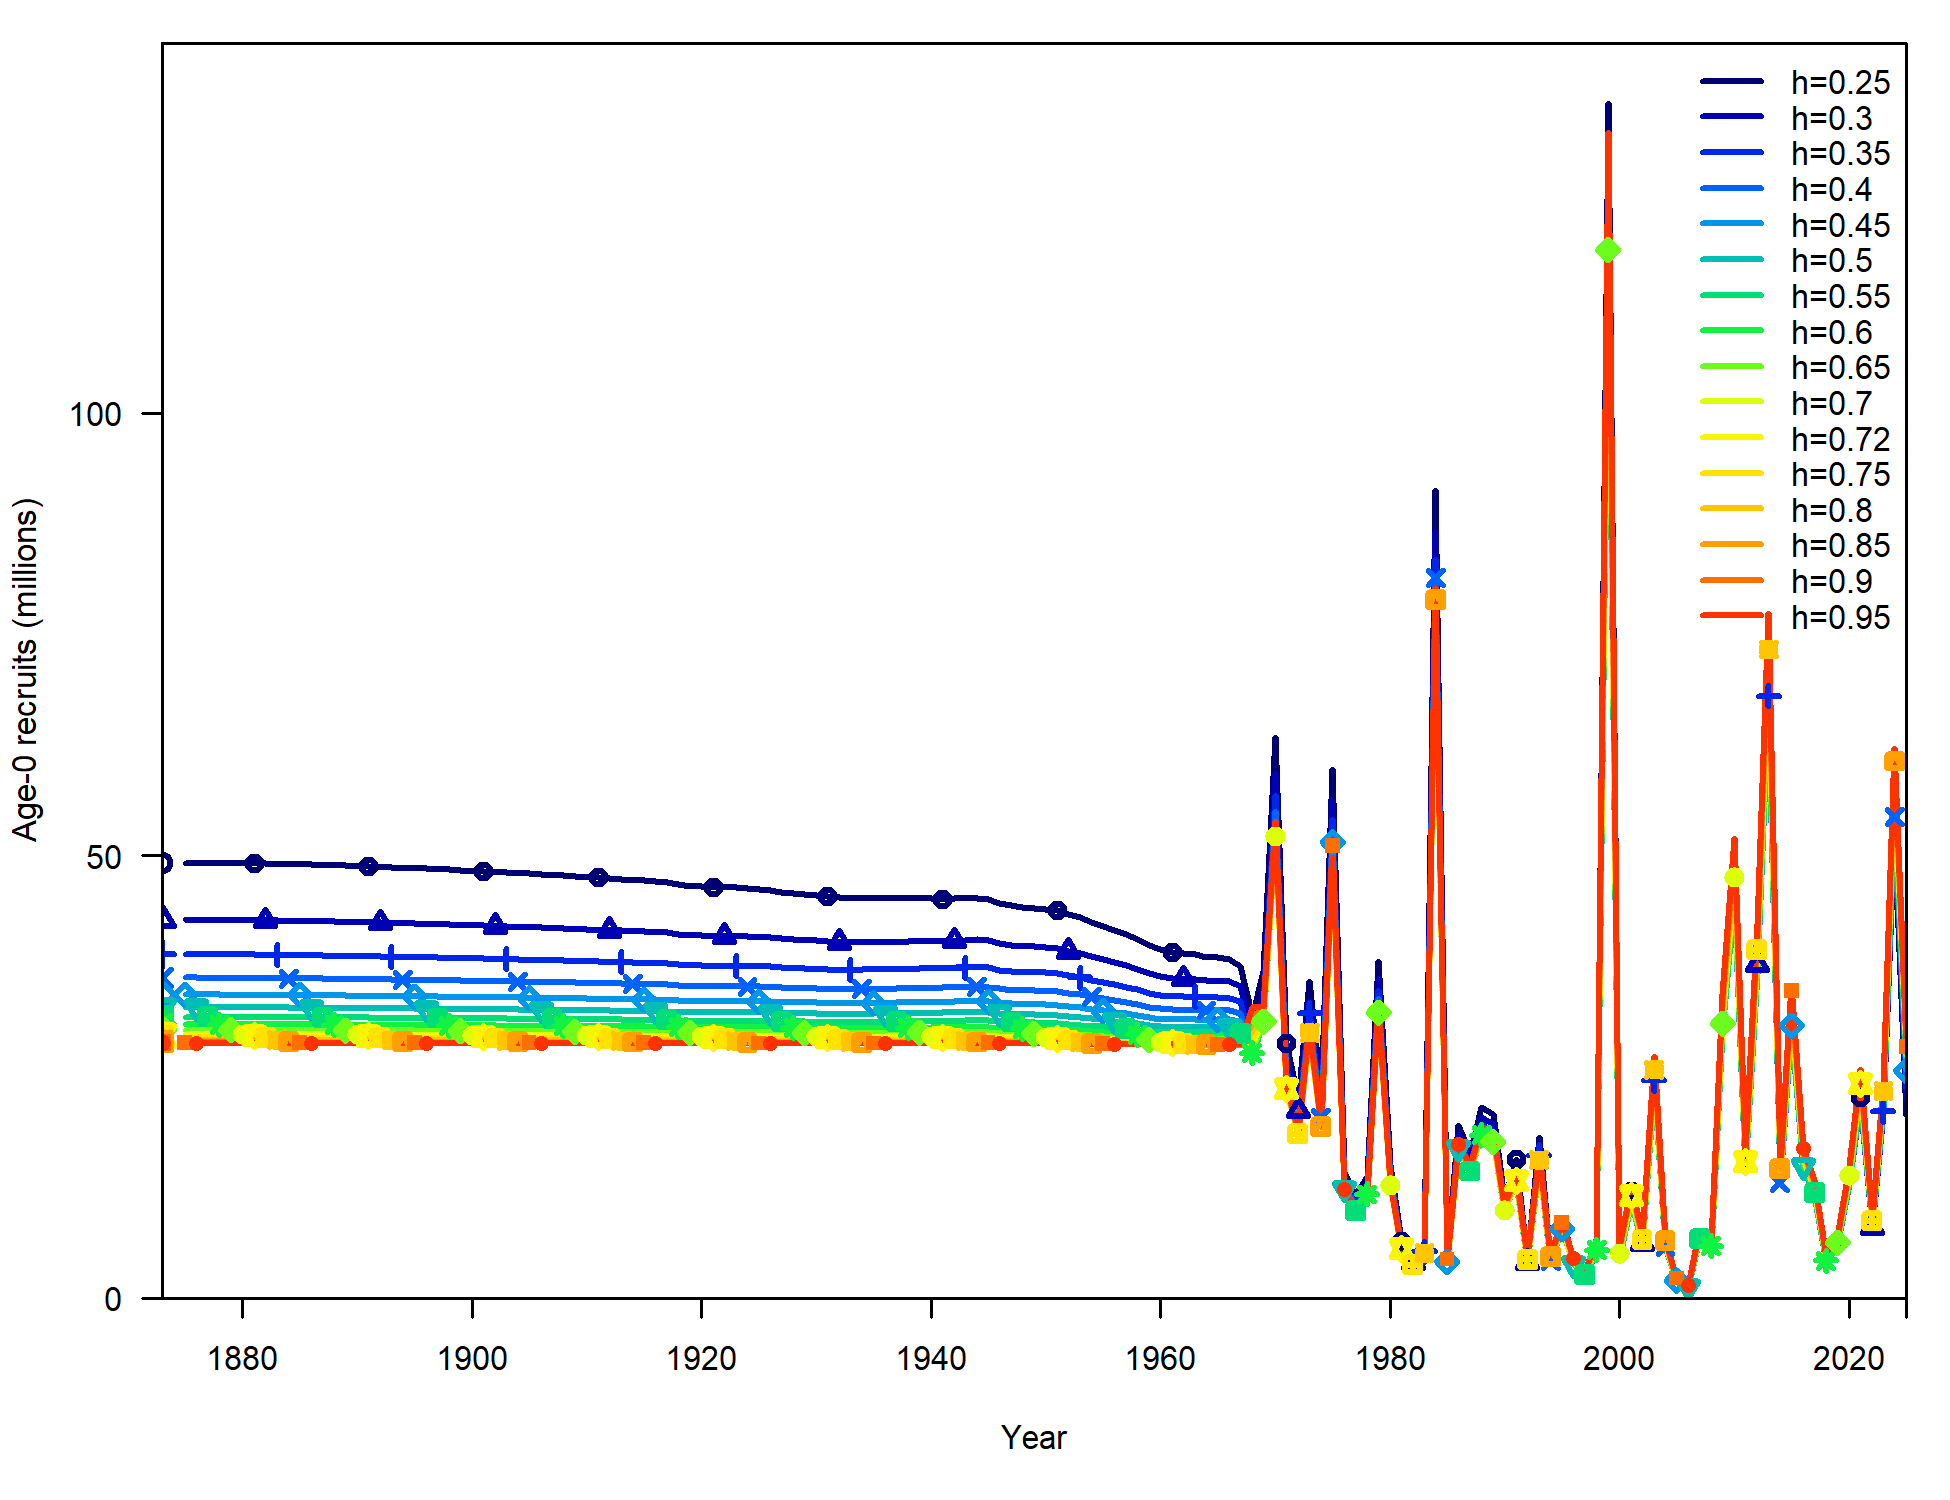 h=0.25
h=0.3
h=0.35
h=0.4
h=0.45
h=0.5
h=0.55
h=0.6
h=0.65
h=0.7
h=0.72
h=0.75
h=0.8
h=0.85
h=0.9
h=0.95
Age-0 recruits (millions)
100
50
0
1880 1900 1920 1940 1960 1980 2000 2020
Year